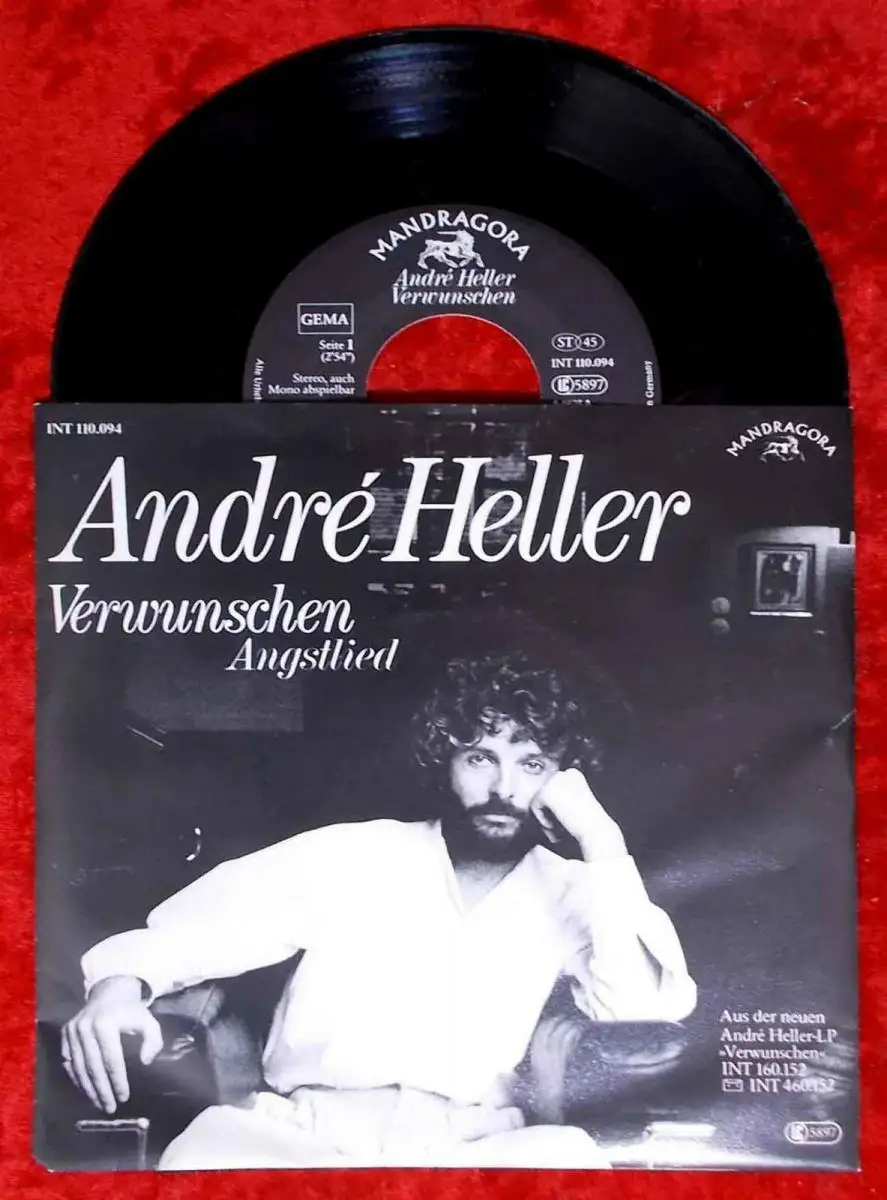 MANDRAGORA
André Heller
Verwunschen
GEMA
Seite 1
(2'54")
Stereo, auch
Mono abspielbar
ST 45
INT 110.094
LC 5897
Germany
INT 110.094
MANDRAGORA
André Heller
Verwunschen
Angstlied
Aus der neuen
André Heller-LP
»Verwunschen«
INT 160.152
INT 460.152
LC 5897